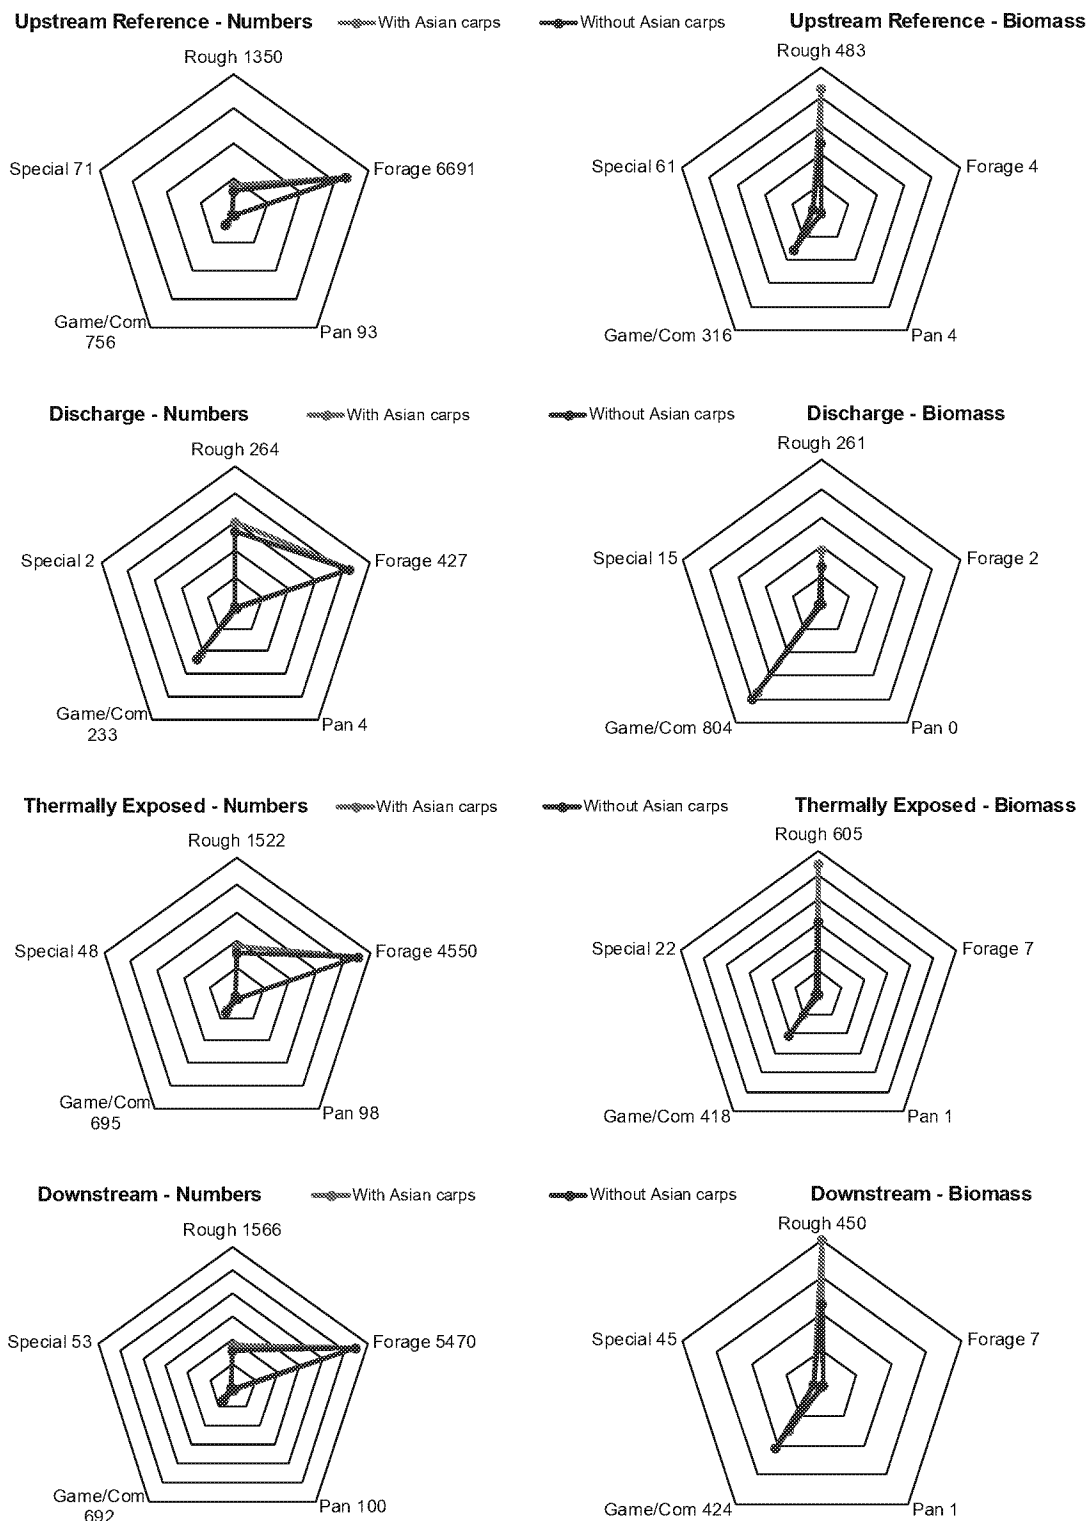 Upstream Reference - Numbers
With Asian carps
Without Asian carps
Upstream Reference - Biomass
Rough 1350
Special 71
Forage 6691
Game/Com
756
Pan 93
Rough 483
Special 61
Forage 4
Game/Com 316
Pan 4
Discharge - Numbers
With Asian carps
Without Asian carps
Discharge - Biomass
Rough 264
Special 2
Forage 427
Game/Com
233
Pan 4
Rough 261
Special 15
Forage 2
Game/Com 804
Pan 0
Thermally Exposed - Numbers
With Asian carps
Without Asian carps
Thermally Exposed - Biomass
Rough 1522
Special 48
Forage 4550
Game/Com
695
Pan 98
Rough 605
Special 22
Forage 7
Game/Com 418
Pan 1
Downstream - Numbers
With Asian carps
Without Asian carps
Downstream - Biomass
Rough 1566
Special 53
Forage 5470
Game/Com
692
Pan 100
Rough 450
Special 45
Forage 7
Game/Com 424
Pan 1